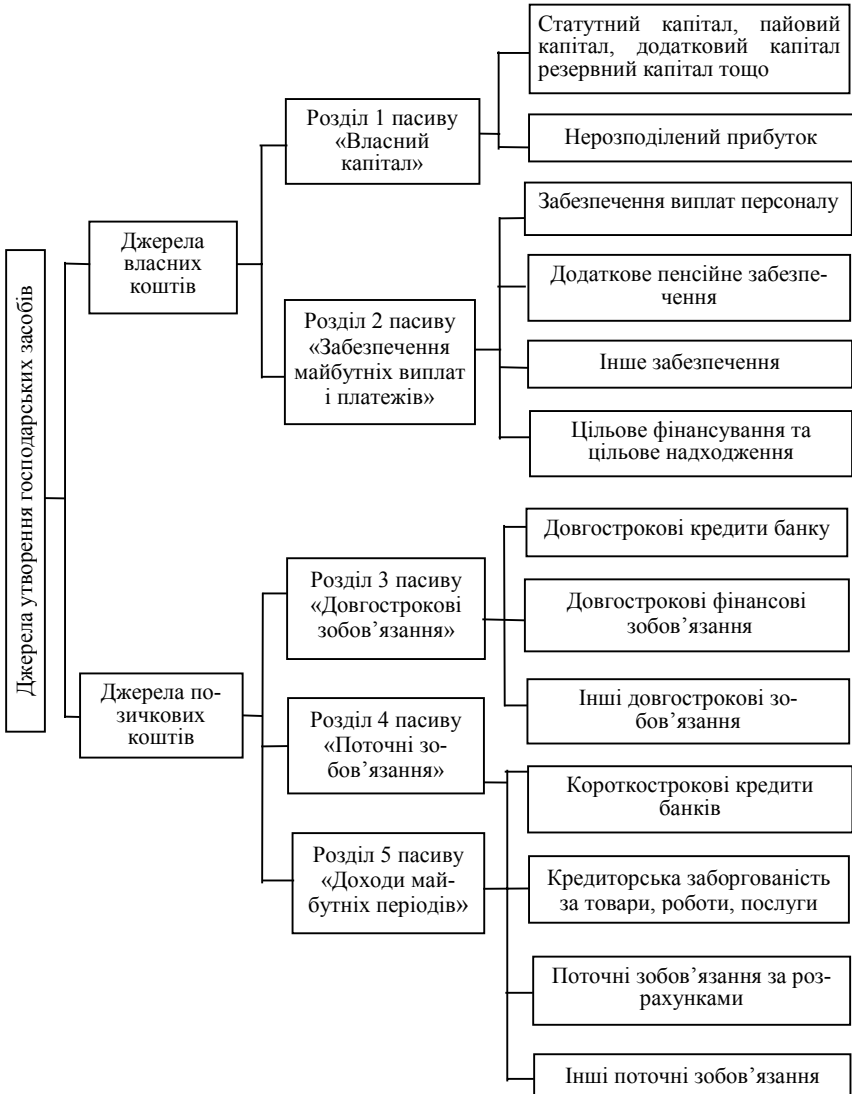 Джерела утворення господарських засобів
Джерела
власних
коштів
Розділ 1 пасиву
«Власний
капітал»
Статутний капітал, пайовий
капітал, додатковий капітал
резервний капітал тощо
Нерозподілений прибуток
Розділ 2 пасиву
«Забезпечення
майбутніх виплат
і платежів»
Забезпечення виплат персоналу
Додаткове пенсійне забезпе-
чення
Інше забезпечення
Цільове фінансування та
цільове надходження
Джерела по-
зичкових
коштів
Розділ 3 пасиву
«Довгострокові
зобов’язання»
Довгострокові кредити банку
Довгострокові фінансові
зобов’язання
Інші довгострокові зо-
бов’язання
Розділ 4 пасиву
«Поточні зо-
бов’язання»
Короткострокові кредити
банків
Розділ 5 пасиву
«Доходи май-
бутніх періодів»
Кредиторська заборгованість
за товари, роботи, послуги
Поточні зобов’язання за роз-
рахунками
Інші поточні зобов’язання